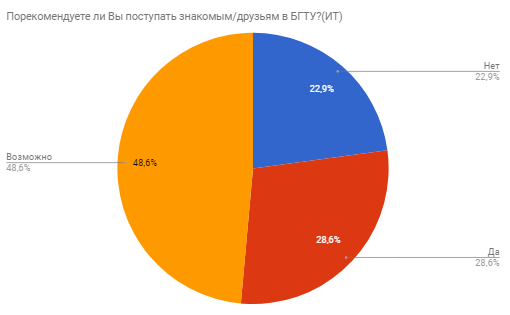 Порекомендуете ли Вы поступать знакомым/друзьям в БГТУ?(ИТ)
Нет
22,9%
22,9%
Возможно
48,6%
48,6%
28,6%
Да
28,6%